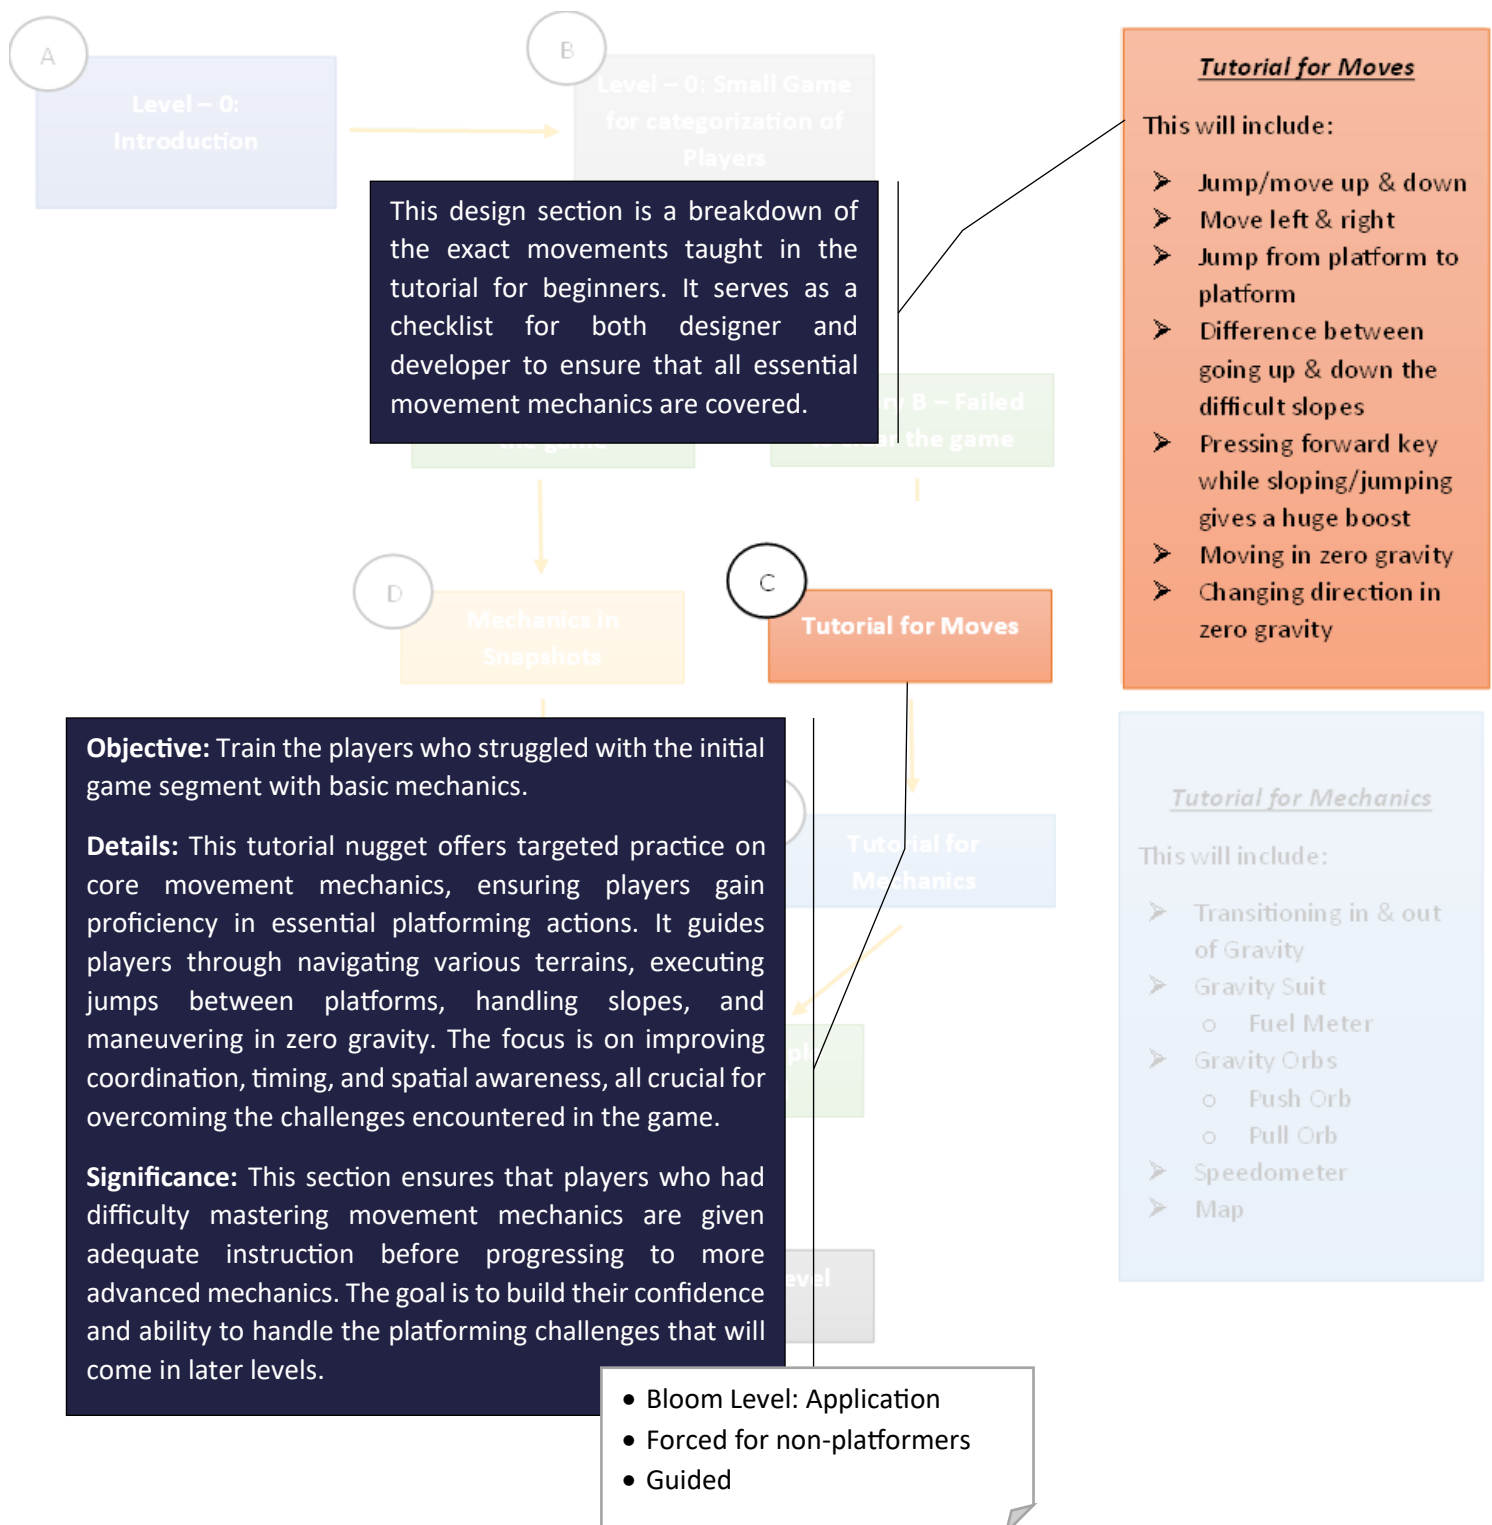 A
Level – 0:
Introduction
B
Level – 0: Small Game
for categorization of
Players
This design section is a breakdown of
the exact movements taught in the
tutorial for beginners. It serves as a
checklist for both designer and
developer to ensure that all essential
movement mechanics are covered.
the game
B – Failed
the game
D
Mechanics in
Snapshots
C
Tutorial for Moves
Tutorial for
Mechanics
Objective: Train the players who struggled with the initial
game segment with basic mechanics.
Details: This tutorial nugget offers targeted practice on
core movement mechanics, ensuring players gain
proficiency in essential platforming actions. It guides
players through navigating various terrains, executing
jumps between platforms, handling slopes, and
maneuvering in zero gravity. The focus is on improving
coordination, timing, and spatial awareness, all crucial for
overcoming the challenges encountered in the game.
Significance: This section ensures that players who had
difficulty mastering movement mechanics are given
adequate instruction before progressing to more
advanced mechanics. The goal is to build their confidence
and ability to handle the platforming challenges that will
come in later levels.
• Bloom Level: Application
• Forced for non-platformers
• Guided
Tutorial for Moves
This will include:
➤ Jump/move up & down
➤ Move left & right
➤ Jump from platform to
platform
➤ Difference between
going up & down the
difficult slopes
➤ Pressing forward key
while sloping/jumping
gives a huge boost
➤ Moving in zero gravity
➤ Changing direction in
zero gravity
Tutorial for Mechanics
This will include:
➤ Transitioning in & out
of Gravity
➤ Gravity Suit
o Fuel Meter
➤ Gravity Orbs
o Push Orb
o Pull Orb
➤ Speedometer
➤ Map